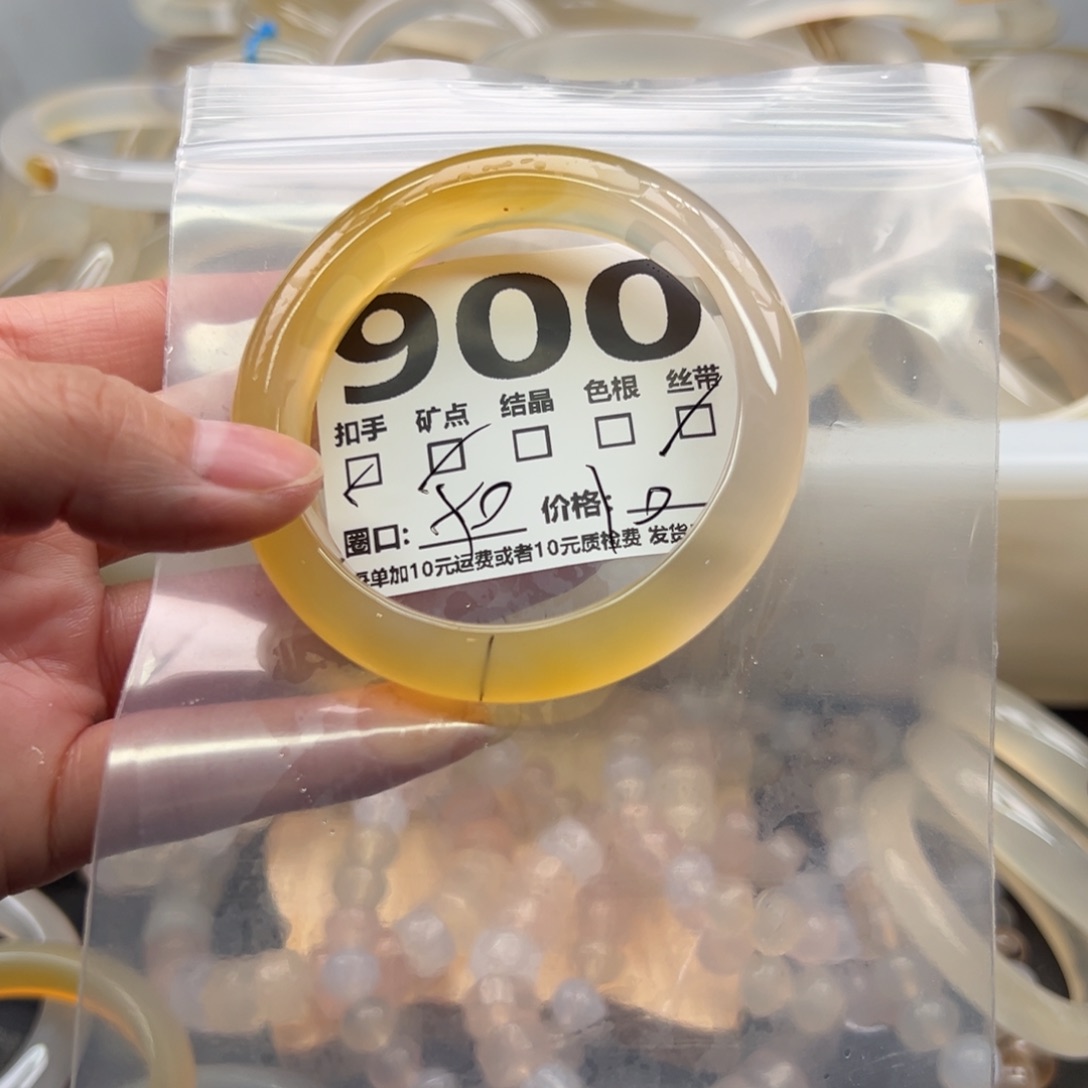 900
扣手 矿点 结晶 色根 丝带
圈口: 价格:
单加10元运费或者10元质检费 发货